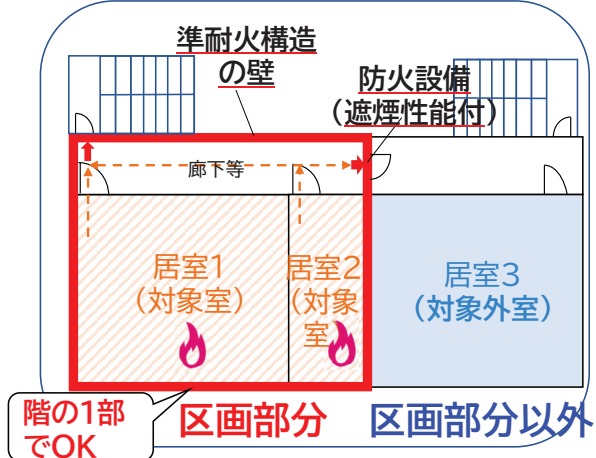 準耐火構造
の壁
防火設備
（遮煙性能付）
廊下等
居室1
（対象室）
居室2
（対象
室）
居室3
（対象外室）
階の1部
でOK
区画部分
区画部分以外